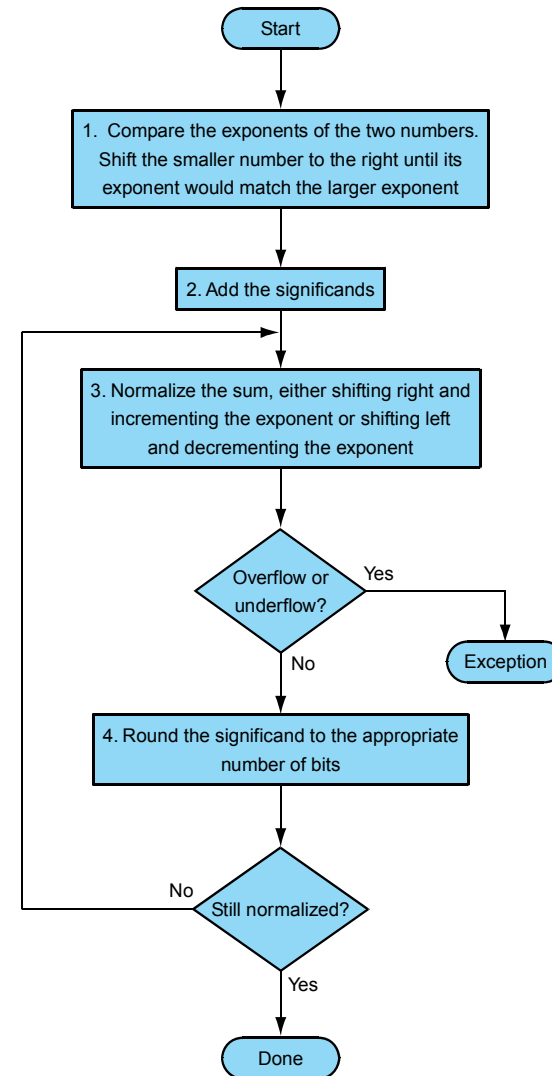 Start
1. Compare the exponents of the two numbers.
Shift the smaller number to the right until its
exponent would match the larger exponent
2. Add the significands
3. Normalize the sum, either shifting right and
incrementing the exponent or shifting left
and decrementing the exponent
Overflow or
underflow?
Yes
Exception
No
4. Round the significand to the appropriate
number of bits
No
Still normalized?
Yes
Done